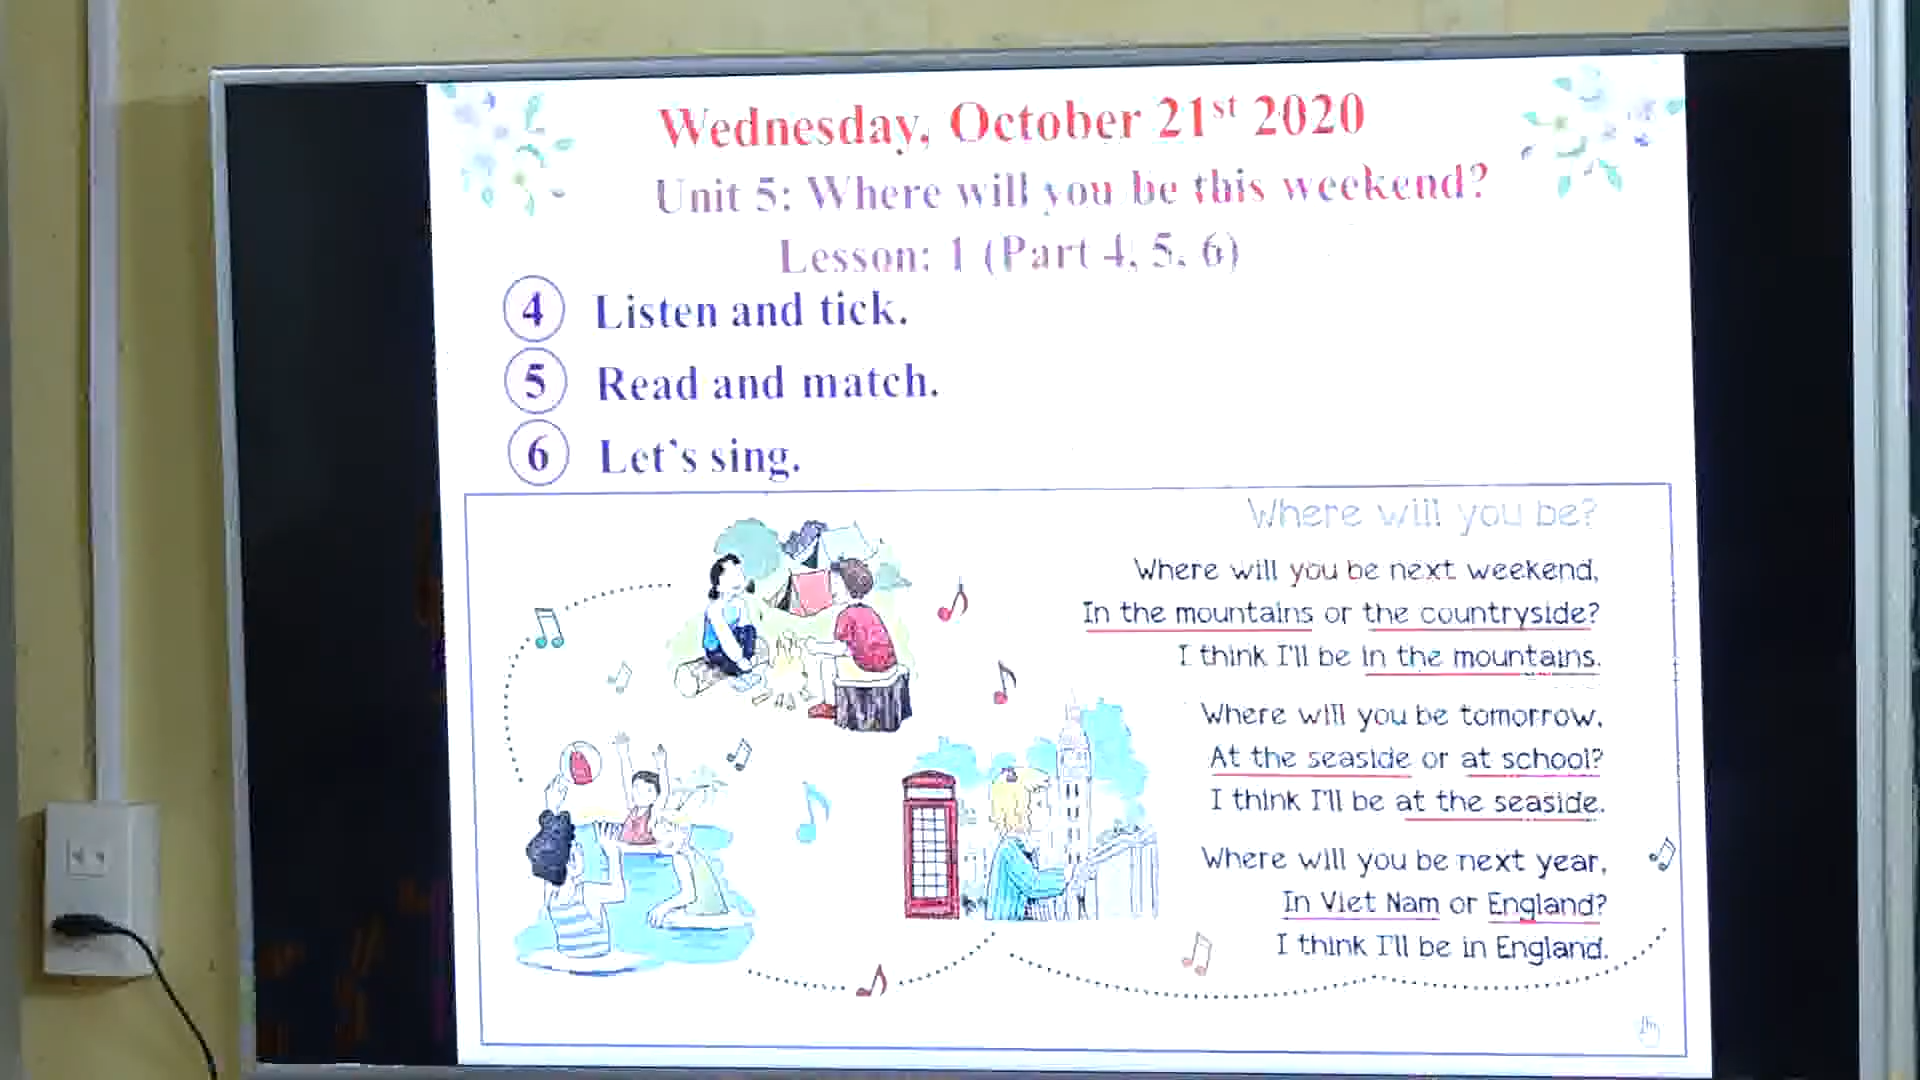 Wednesday, October 21st 2020
Unit 5: Where will you be this weekend?
Lesson: 1 (Part 4, 5, 6)
4 Listen and tick.
5 Read and match.
6 Let's sing.
Where will you be?
Where will you be next weekend,
In the mountains or the countryside?
I think I'll be in the mountains.
Where will you be tomorrow,
At the seaside or at school?
I think I'll be at the seaside.
Where will you be next year,
In Viet Nam or England?
I think I'll be in England.